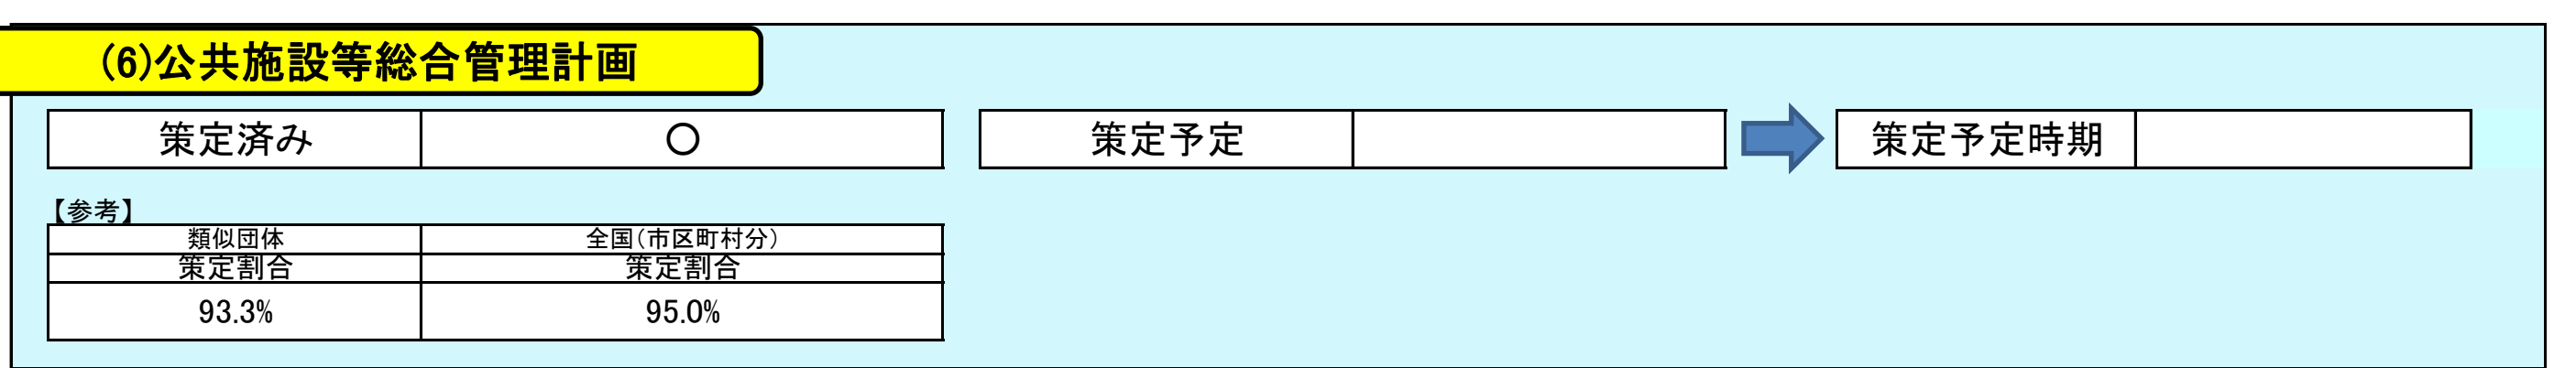 (6)公共施設等総合管理計画
策定済み ○ 策定予定 策定予定時期
【参考】
類似団体 全国(市区町村分)
策定割合 策定割合
93.3% 95.0%